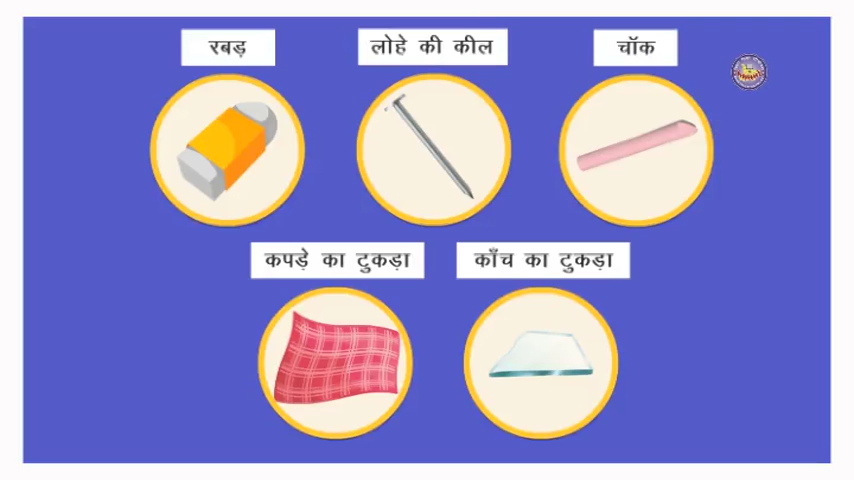 रबड़
लोहे की कील
चॉक
कपड़े का टुकड़ा
काँच का टुकड़ा